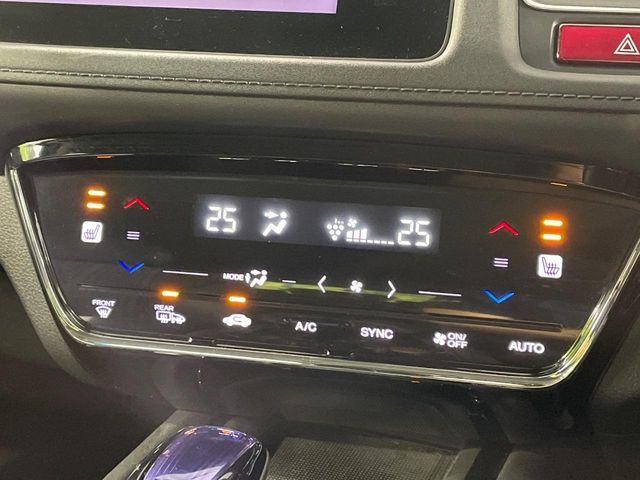 25 25
MODE
FRONT REAR A/C SYNC ON/OFF AUTO